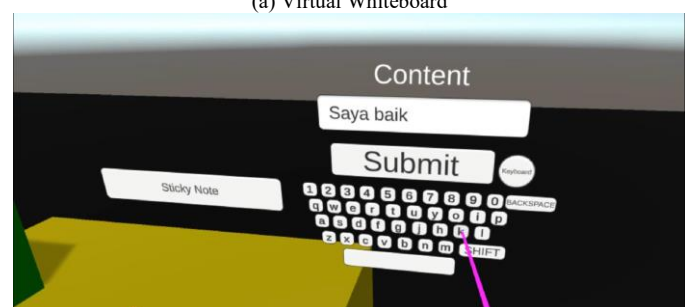 (a) Virtual Whiteboard
Content
Saya baik
Submit
Keyboard
Sticky Note
1 2 3 4 5 6 7 8 9 0 BACKSPACE
q w e r t y u i o p
a s d f g h j k l
z x c v b n m SHIFT